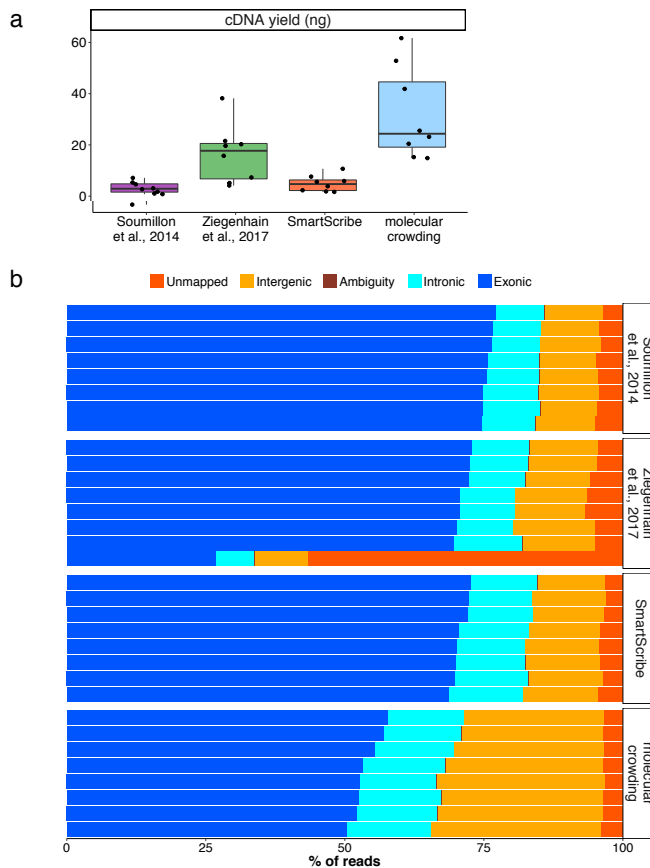 a
cDNA yield (ng)
60
40
20
0
Soumillon
et al., 2014
Ziegenhain
et al., 2017
SmartScribe
molecular
crowding
b
Unmapped
Intergenic
Ambiguity
Intronic
Exonic
Soumillon
et al., 2014
Ziegenhain
et al., 2017
SmartScribe
molecular
crowding
0
25
50
75
100
% of reads